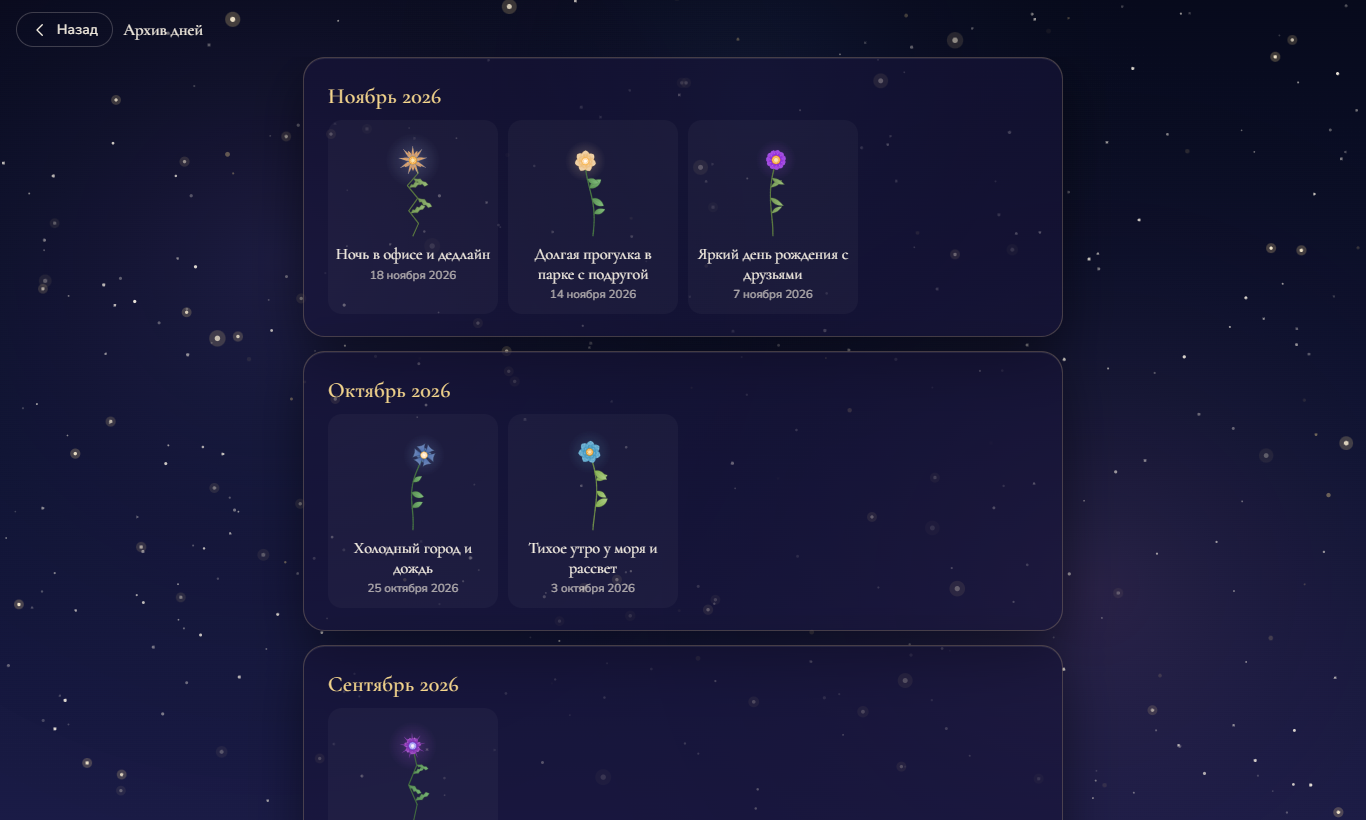 Назад
Архив дней
Ноябрь 2026
Ночь в офисе и дедлайн
18 ноября 2026
Долгая прогулка в
парке с подругой
14 ноября 2026
Яркий день рождения с
друзьями
7 ноября 2026
Октябрь 2026
Холодный город и
дождь
25 октября 2026
Тихое утро у моря и
рассвет
3 октября 2026
Сентябрь 2026